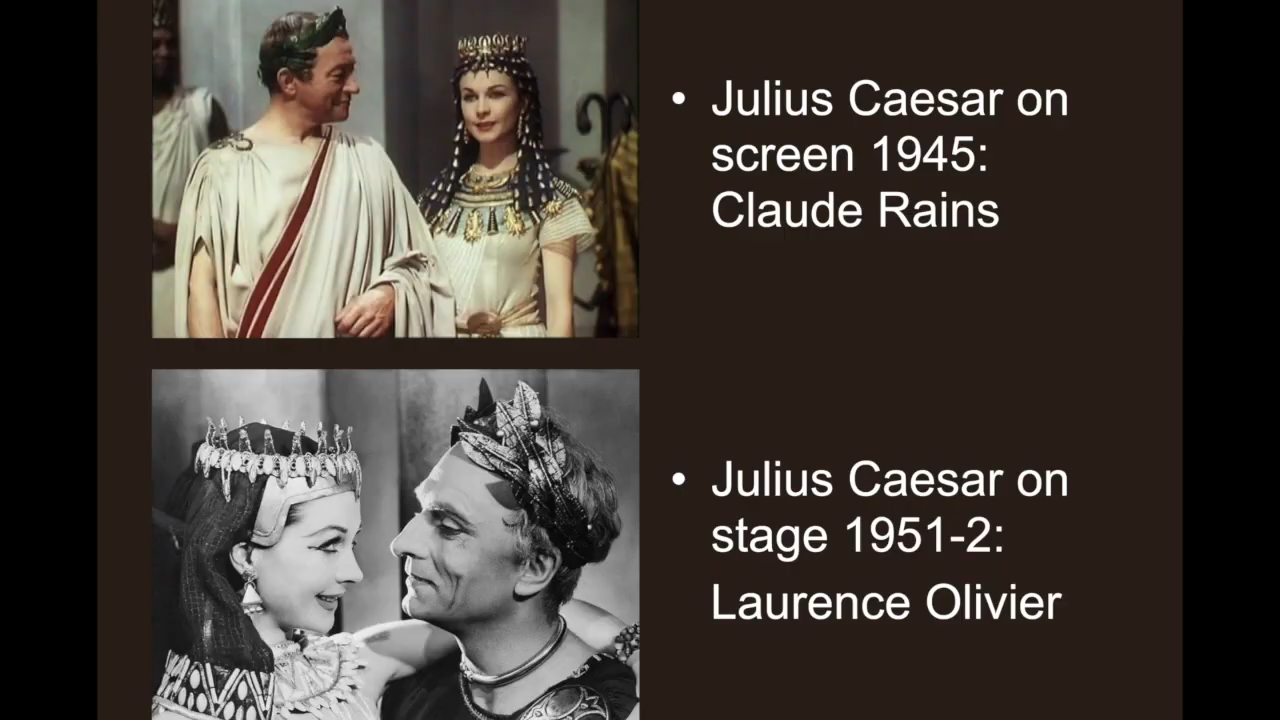 • Julius Caesar on
screen 1945:
Claude Rains
• Julius Caesar on
stage 1951-2:
Laurence Olivier